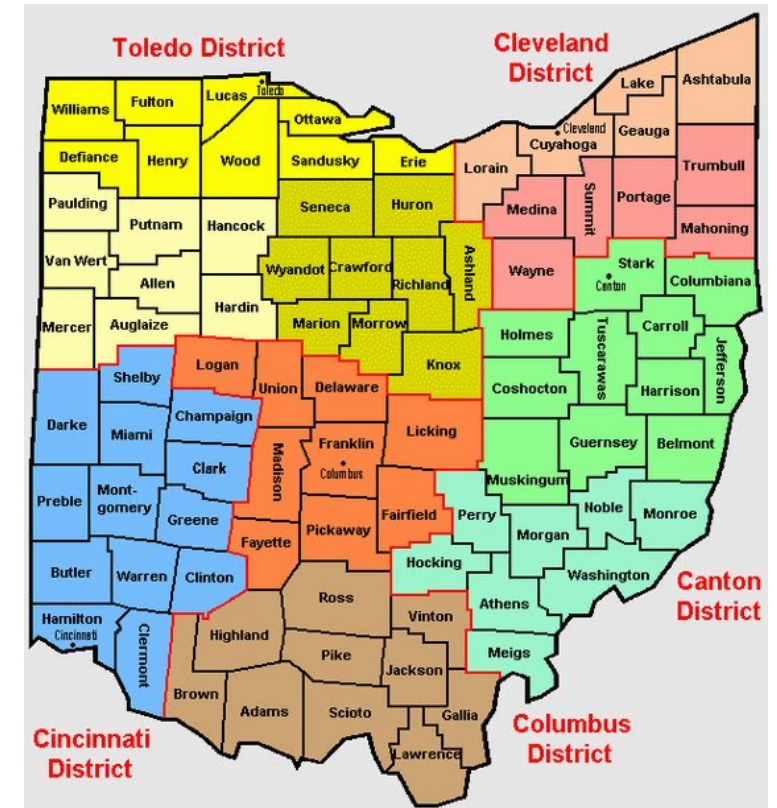 Toledo District
Cleveland
District
Williams
Fulton
Lucas
Toledo
Ottawa
Lake
Ashtabula
Geauga
Cleveland
Cuyahoga
Defiance
Henry
Wood
Sandusky
Erie
Lorain
Trumbull
Portage
Summit
Medina
Paulding
Putnam
Hancock
Seneca
Huron
Mahoning
Van Wert
Allen
Wyandot
Crawford
Richland
Ashland
Wayne
Stark
Canton
Columbiana
Mercer
Auglaize
Hardin
Marion
Morrow
Holmes
Tuscarawas
Carroll
Jefferson
Logan
Union
Delaware
Knox
Coshocton
Harrison
Shelby
Darke
Miami
Champaign
Clark
Madison
Franklin
Columbus
Licking
Muskingum
Guernsey
Belmont
Preble
Mont-
gomery
Greene
Fayette
Pickaway
Fairfield
Perry
Morgan
Noble
Monroe
Butler
Warren
Clinton
Hocking
Washington
Athens
Canton
District
Hamilton
Cincinnati
Clermont
Ross
Highland
Vinton
Pike
Jackson
Meigs
Brown
Adams
Scioto
Gallia
Lawrence
Cincinnati
District
Columbus
District